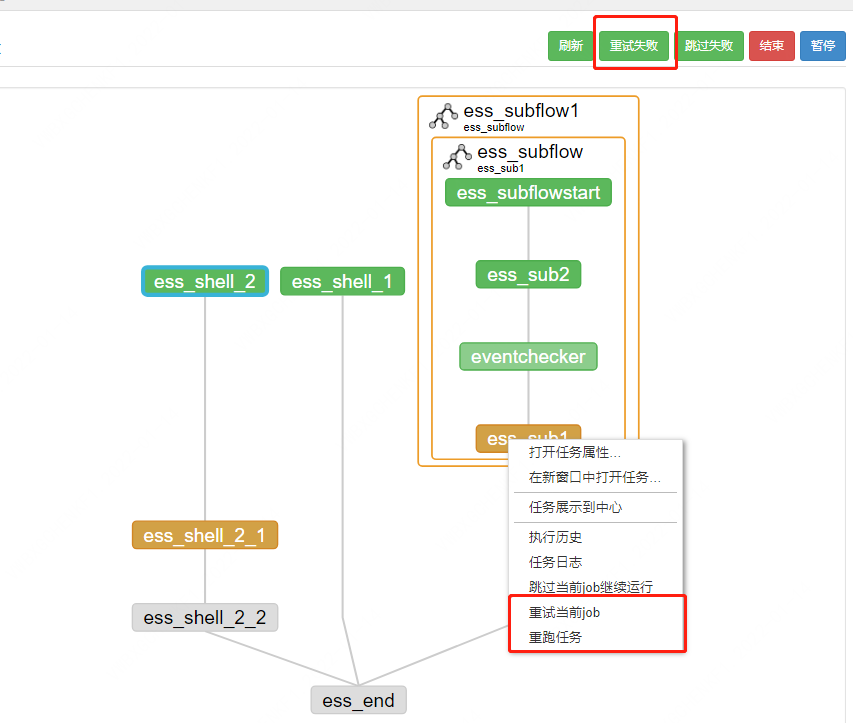 刷新
重试失败
跳过失败
结束
暂停
ess_subflow1
ess_subflow
ess_subflow
ess_sub1
ess_subflowstart
ess_shell_2
ess_shell_1
ess_sub2
eventchecker
ess_sub1
打开任务属性...
在新窗口中打开任务...
任务展示到中心
执行历史
任务日志
跳过当前job继续运行
重试当前job
重跑任务
ess_shell_2_1
ess_shell_2_2
ess_end